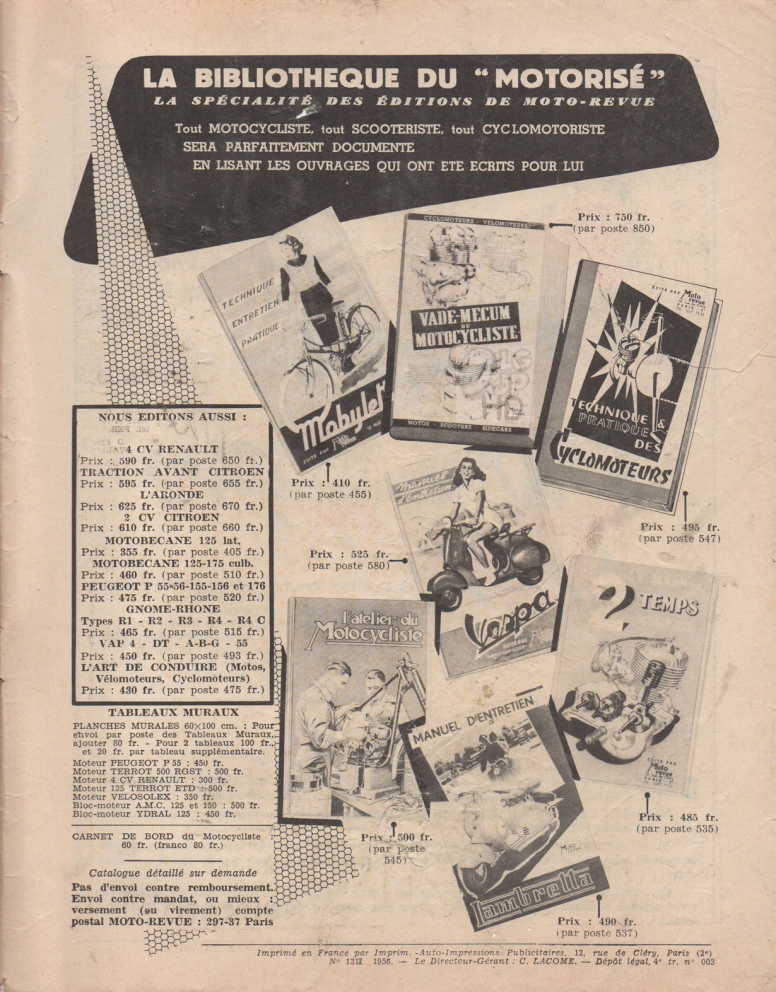 LA BIBLIOTHEQUE DU "MOTORISÉ"
LA SPÉCIALITÉ DES ÉDITIONS DE MOTO-REVUE
Tout MOTOCYCLISTE, tout SCOOTERISTE, tout CYCLOMOTORISTE
SERA PARFAITEMENT DOCUMENTE
EN LISANT LES OUVRAGES QUI ONT ETE ECRITS POUR LUI
TECHNIQUE
ENTRETIEN
PRATIQUE
Mobylet
EDITE PAR
Prix : 410 fr.
(par poste 455)
CYCLOMOTEURS - VELOMOTEURS
VADE-MECUM
DU
MOTOCYCLISTE
MOTOS - SCOOTERS - SIDECARS
Prix : 750 fr.
(par poste 850)
EDITE PAR Moto
revue
TECHNIQUE &
PRATIQUE
DES
CYCLOMOTEURS
Prix : 495 fr.
(par poste 547)
NOUS EDITONS AUSSI :
4 CV RENAULT
Prix : 590 fr. (par poste 650 fr.)
TRACTION AVANT CITROEN
Prix : 595 fr. (par poste 655 fr.)
L'ARONDE
Prix : 625 fr. (par poste 670 fr.)
2 CV CITROEN
Prix : 610 fr. (par poste 660 fr.)
MOTOBECANE 125 lat.
Prix : 355 fr. (par poste 405 fr.)
MOTOBECANE 125-175 culb.
Prix : 460 fr. (par poste 510 fr.)
PEUGEOT P 55-56-155-156 et 176
Prix : 475 fr. (par poste 520 fr.)
GNOME-RHONE
Types R1 - R2 - R3 - R4 - R4 C
Prix : 465 fr. (par poste 515 fr.)
VAP 4 - DT - A-B-G - 55
Prix : 450 fr. (par poste 493 fr.)
L'ART DE CONDUIRE (Motos,
Vélomoteurs, Cyclomoteurs)
Prix : 430 fr. (par poste 475 fr.)
Manuel
d'entretien
Vespa
Prix : 525 fr.
(par poste 580)
2 TEMPS
EDITE PAR
Moto
revue
Prix : 485 fr.
(par poste 535)
l'atelier du
Motocycliste
Prix : 500 fr.
(par poste
545)
MANUEL D'ENTRETIEN
Lambretta
Prix : 490 fr.
(par poste 537)
TABLEAUX MURAUX
PLANCHES MURALES 60×100 cm. : Pour
envoi par poste des Tableaux Muraux,
ajouter 80 fr. - Pour 2 tableaux 100 fr.,
et 20 fr. par tableau supplémentaire.
Moteur PEUGEOT P 55 : 450 fr.
Moteur TERROT 500 RGST : 500 fr.
Moteur 4 CV RENAULT : 300 fr.
Moteur 125 TERROT ETD : 500 fr.
Moteur VELOSOLEX : 350 fr.
Bloc-moteur A.M.C. 125 et 150 : 500 fr.
Bloc-moteur YDRAL 125 : 450 fr.
CARNET DE BORD du Motocycliste :
60 fr. (franco 80 fr.)
Catalogue détaillé sur demande
Pas d'envoi contre remboursement.
Envoi contre mandat, ou mieux :
versement (ou virement) compte
postal MOTO-REVUE : 297-37 Paris
Imprimé en France par Imprim. -Auto-Impressions Publicitaires, 12, rue de Cléry, Paris (2e)
N° 1312 1956. — Le Directeur-Gérant : C. LACOME. — Dépôt légal, 4e tr. n° 003